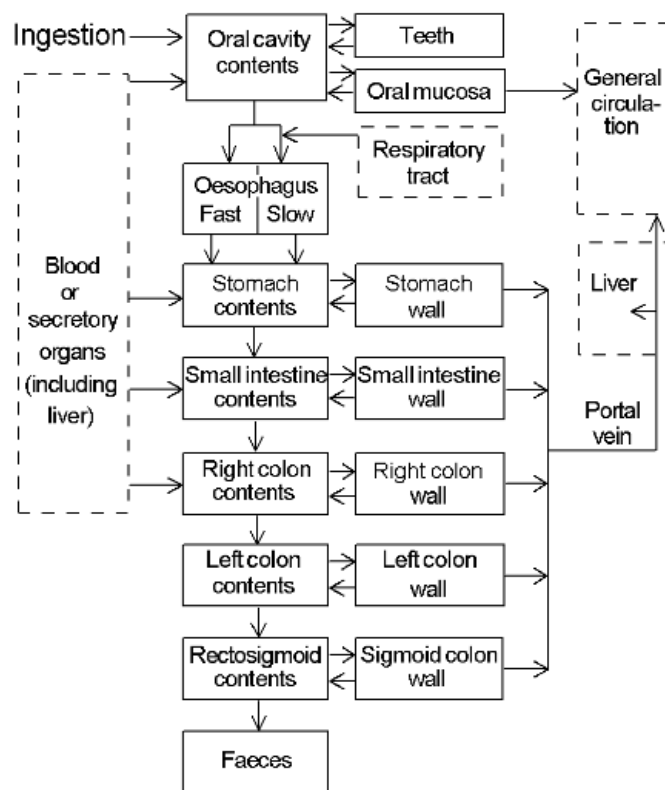 Ingestion
Oral cavity
contents
Teeth
Oral mucosa
General
circula-
tion
Respiratory
tract
Oesophagus
Fast
Slow
Blood
or
secretory
organs
(including
liver)
Stomach
contents
Stomach
wall
Liver
Small intestine
contents
Small intestine
wall
Portal
vein
Right colon
contents
Right colon
wall
Left colon
contents
Left colon
wall
Rectosigmoid
contents
Sigmoid colon
wall
Faeces